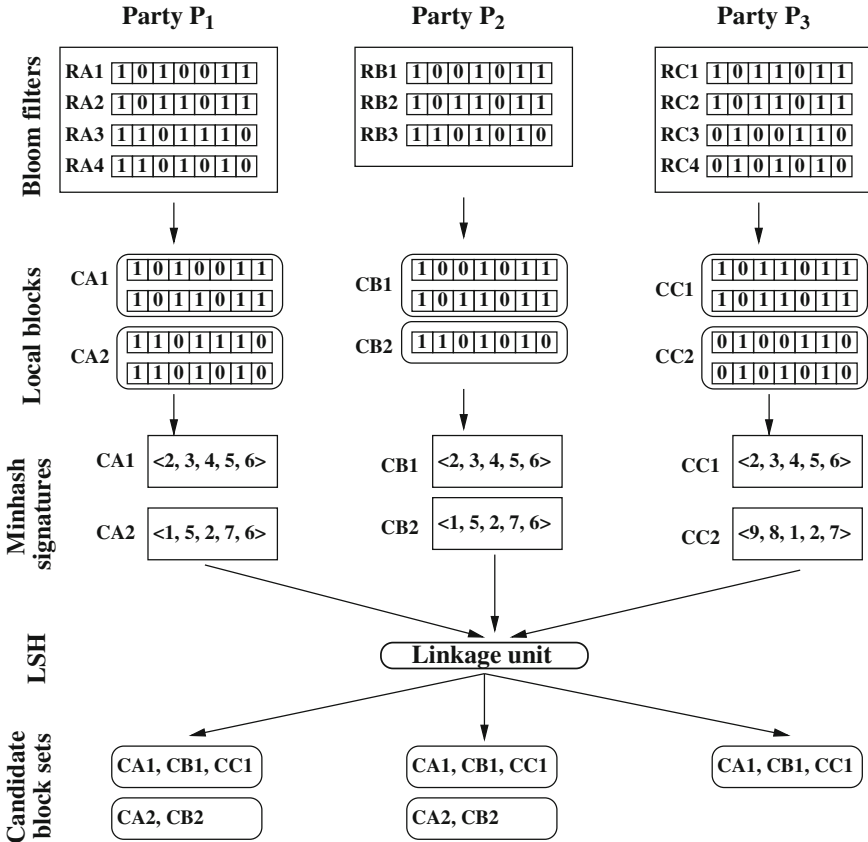 Party P1 Party P2 Party P3
Bloom filters
RA1 1 0 1 0 0 1 1
RA2 1 0 1 1 0 1 1
RA3 1 1 0 1 1 1 0
RA4 1 1 0 1 0 1 0
RB1 1 0 0 1 0 1 1
RB2 1 0 1 1 0 1 1
RB3 1 1 0 1 0 1 0
RC1 1 0 1 1 0 1 1
RC2 1 0 1 1 0 1 1
RC3 0 1 0 0 1 1 0
RC4 0 1 0 1 0 1 0
Local blocks
CA1
1 0 1 0 0 1 1
1 0 1 1 0 1 1
CA2
1 1 0 1 1 1 0
1 1 0 1 0 1 0
CB1
1 0 0 1 0 1 1
1 0 1 1 0 1 1
CB2
1 1 0 1 0 1 0
CC1
1 0 1 1 0 1 1
1 0 1 1 0 1 1
CC2
0 1 0 0 1 1 0
0 1 0 1 0 1 0
Minhash
signatures
CA1 <2, 3, 4, 5, 6>
CA2 <1, 5, 2, 7, 6>
CB1 <2, 3, 4, 5, 6>
CB2 <1, 5, 2, 7, 6>
CC1 <2, 3, 4, 5, 6>
CC2 <9, 8, 1, 2, 7>
LSH
Linkage unit
Candidate
block sets
CA1, CB1, CC1
CA2, CB2
CA1, CB1, CC1
CA2, CB2
CA1, CB1, CC1